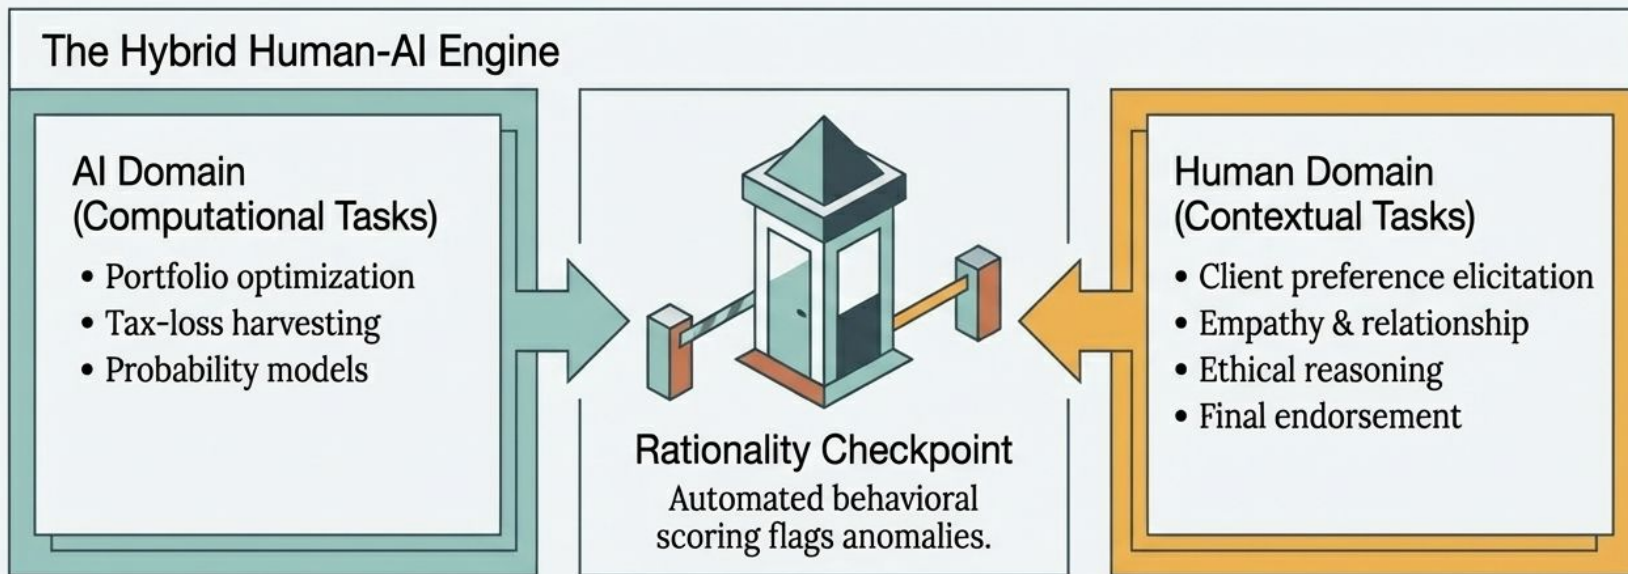 The Hybrid Human-AI Engine
AI Domain
(Computational Tasks)
• Portfolio optimization
• Tax-loss harvesting
• Probability models
Rationality Checkpoint
Automated behavioral
scoring flags anomalies.
Human Domain
(Contextual Tasks)
• Client preference elicitation
• Empathy & relationship
• Ethical reasoning
• Final endorsement